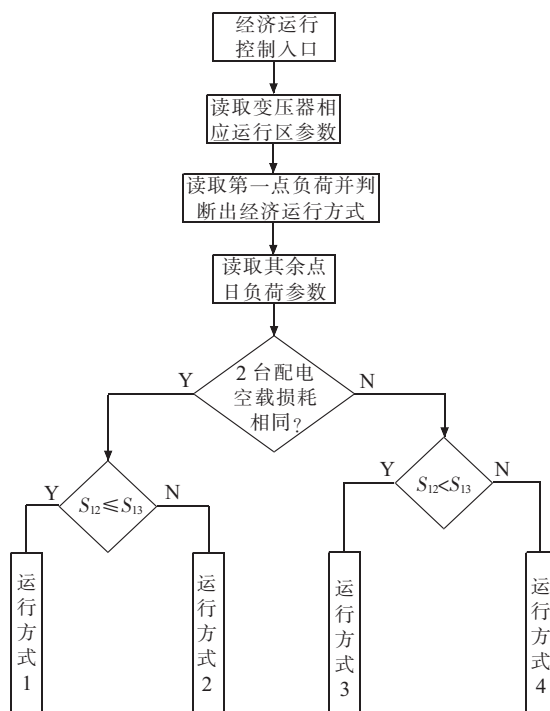 经济运行
控制入口
读取变压器相
应运行区参数
读取第一点负荷并判
断出经济运行方式
读取其余点
日负荷参数
2 台配电
空载损耗
相同?
Y
N
S12≤S13
Y
N
S12<S13
Y
N
运行方式1
运行方式2
运行方式3
运行方式4